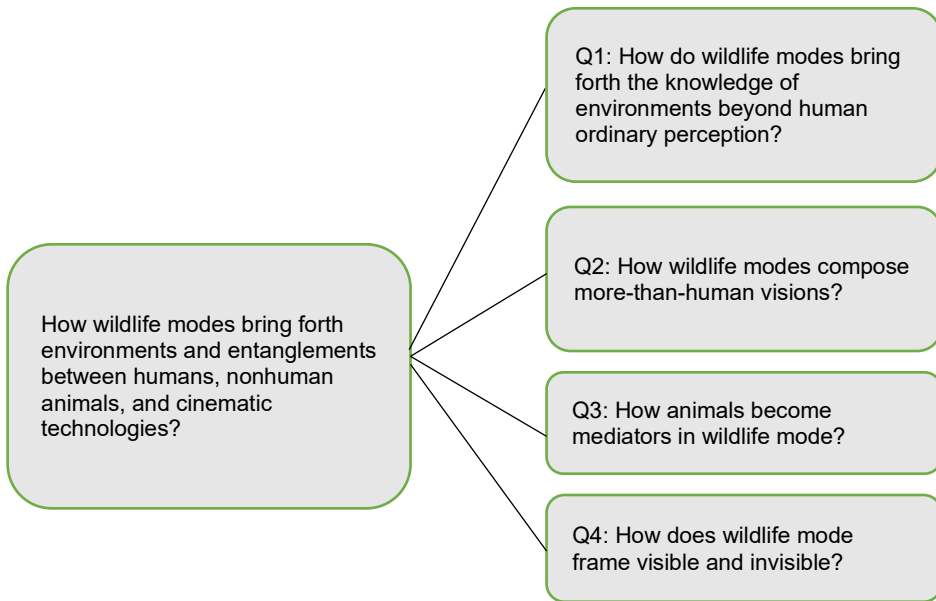 How wildlife modes bring forth
environments and entanglements
between humans, nonhuman
animals, and cinematic
technologies?
Q1: How do wildlife modes bring
forth the knowledge of
environments beyond human
ordinary perception?
Q2: How wildlife modes compose
more-than-human visions?
Q3: How animals become
mediators in wildlife mode?
Q4: How does wildlife mode
frame visible and invisible?